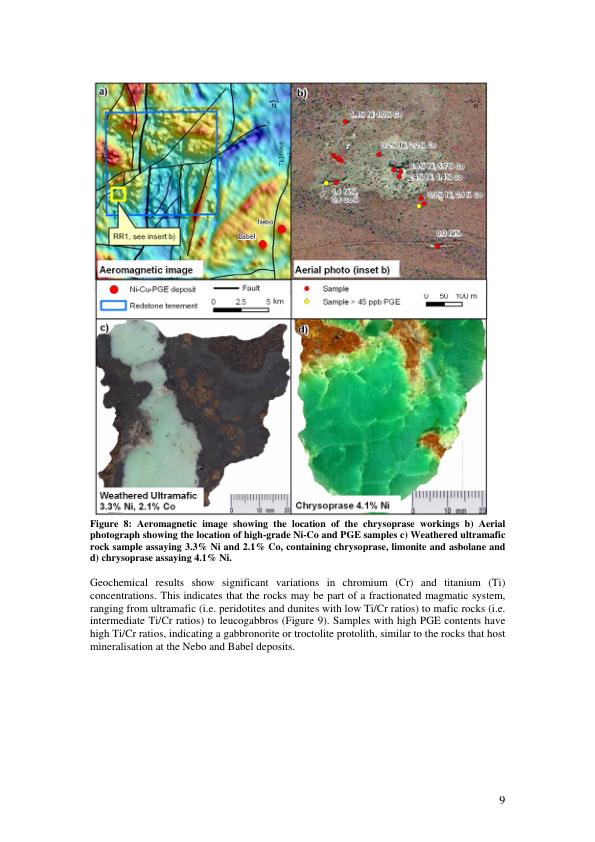 a)
N
RR1, see insert b)
Nebo
Babel
Aeromagnetic image
b)
N
3.2% Ni, 2.2% Co
0.3 Ni%
Aerial photo (inset b)
Ni-Cu-PGE deposit
Fault
Redstone tenement
0 2.5 5 km
Sample
Sample > 45 ppb PGE
0 50 100 m
c)
Weathered Ultramafic
3.3% Ni, 2.1% Co
0 10 mm 20
d)
Chrysoprase 4.1% Ni
0 10 mm 20
Figure 8: Aeromagnetic image showing the location of the chrysoprase workings b) Aerial
photograph showing the location of high-grade Ni-Co and PGE samples c) Weathered ultramafic
rock sample assaying 3.3% Ni and 2.1% Co, containing chrysoprase, limonite and asbolane and
d) chrysoprase assaying 4.1% Ni.
Geochemical results show significant variations in chromium (Cr) and titanium (Ti)
concentrations. This indicates that the rocks may be part of a fractionated magmatic system,
ranging from ultramafic (i.e. peridotites and dunites with low Ti/Cr ratios) to mafic rocks (i.e.
intermediate Ti/Cr ratios) to leucogabbros (Figure 9). Samples with high PGE contents have
high Ti/Cr ratios, indicating a gabbronorite or troctolite protolith, similar to the rocks that host
mineralisation at the Nebo and Babel deposits.
9